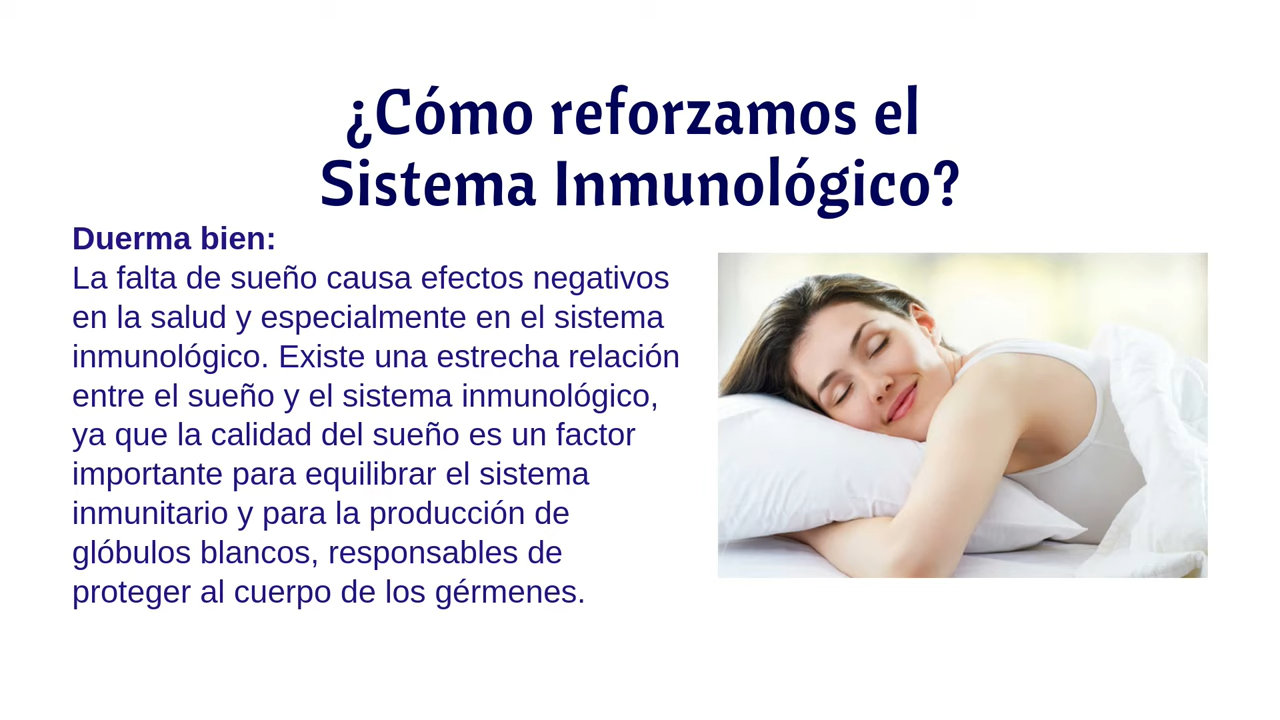 ¿Cómo reforzamos el
Sistema Inmunológico?
Duerma bien:
La falta de sueño causa efectos negativos
en la salud y especialmente en el sistema
inmunológico. Existe una estrecha relación
entre el sueño y el sistema inmunológico,
ya que la calidad del sueño es un factor
importante para equilibrar el sistema
inmunitario y para la producción de
glóbulos blancos, responsables de
proteger al cuerpo de los gérmenes.